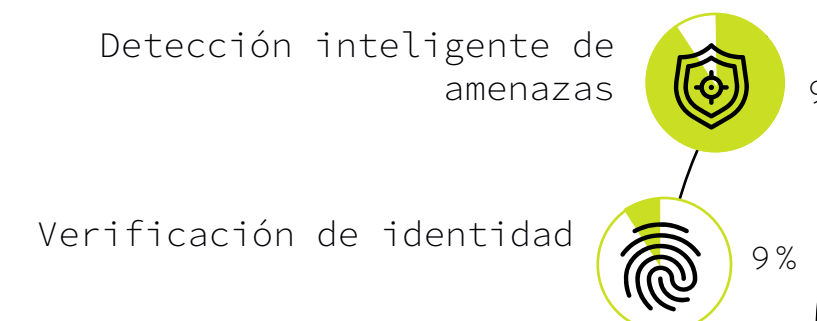 Detección inteligente de
amenazas
Verificación de identidad
9%